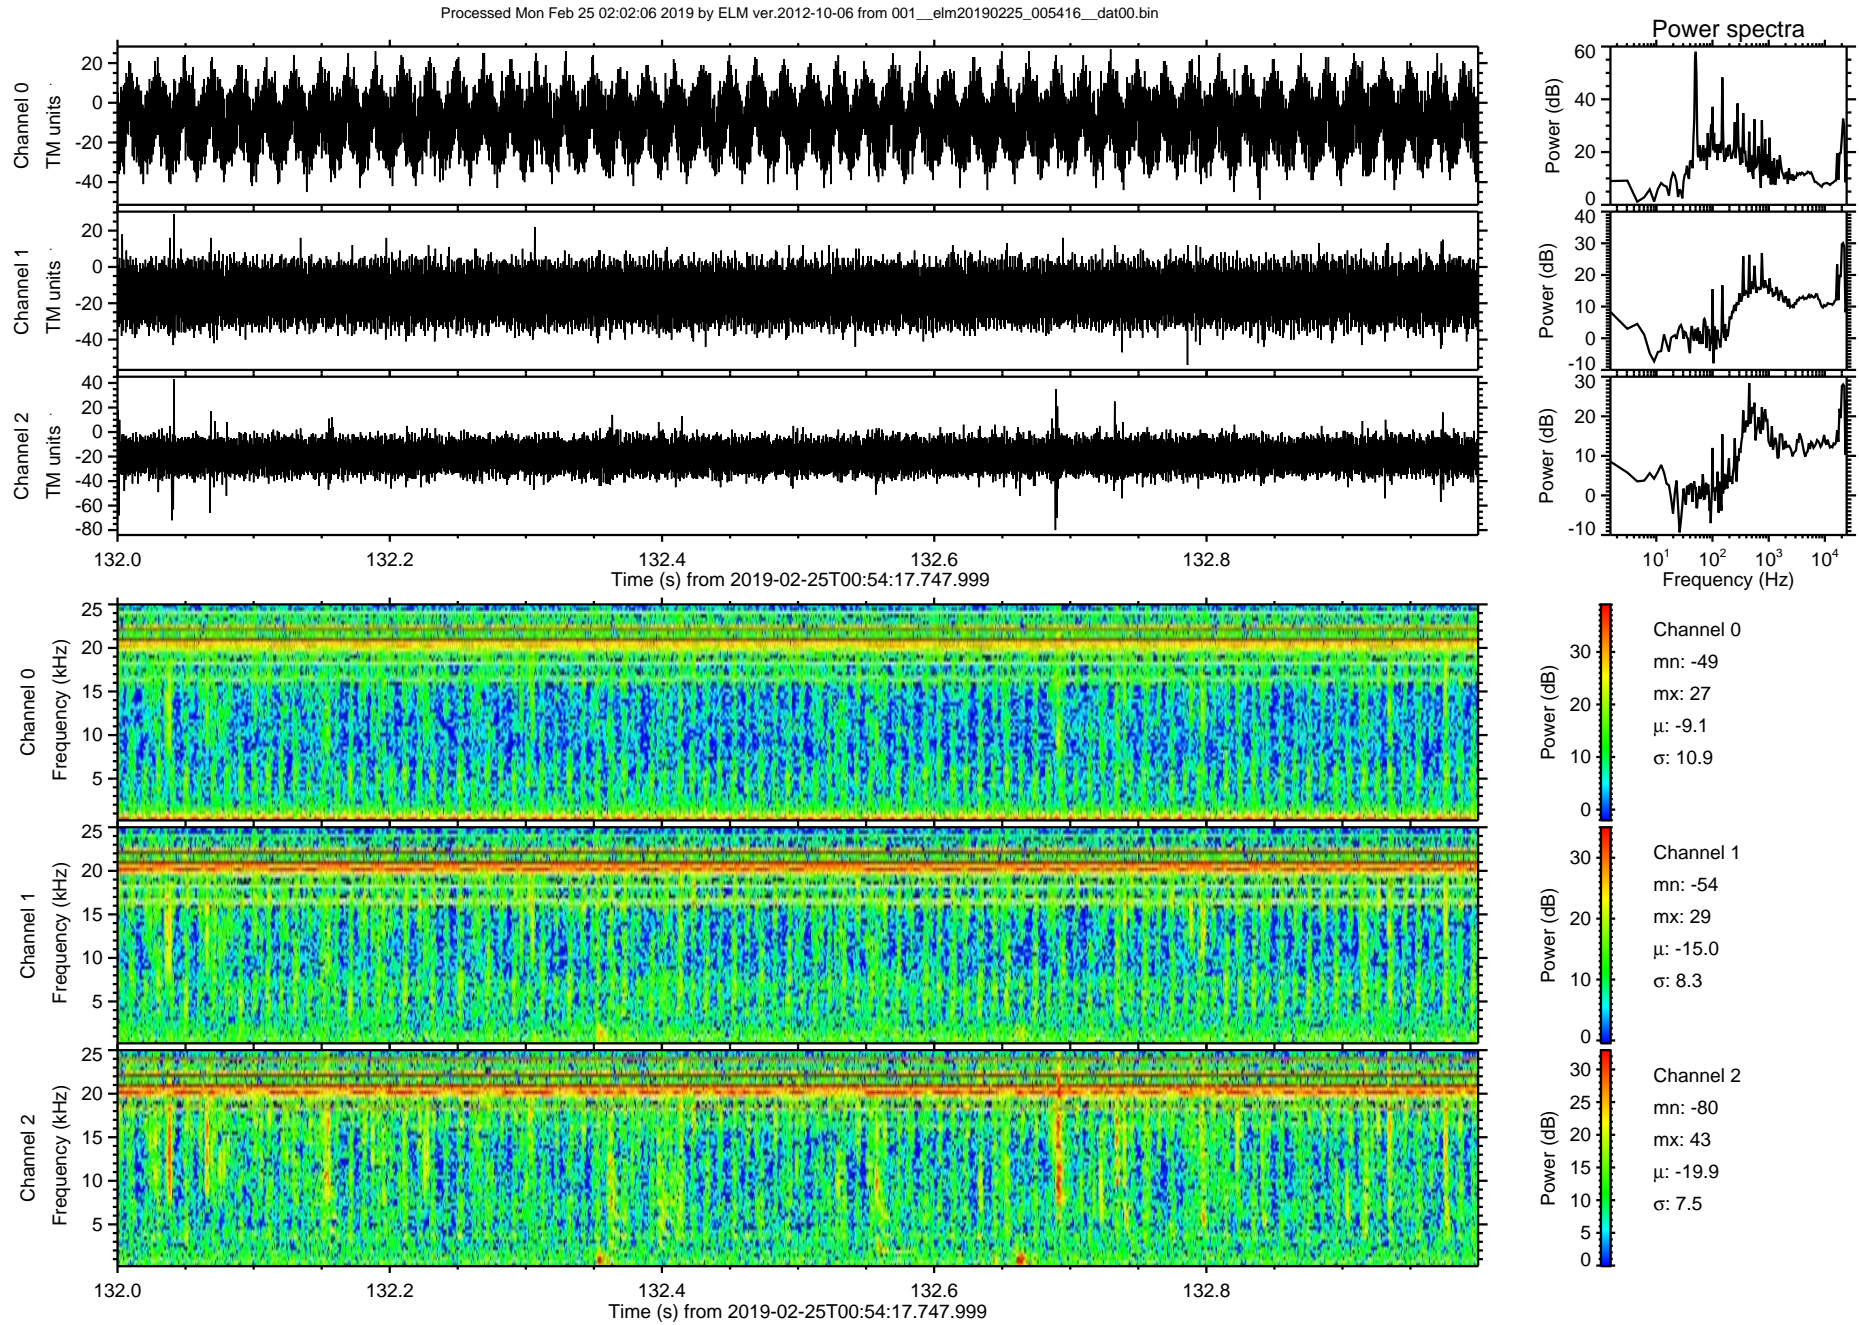 Processed Mon Feb 25 02:02:06 2019 by ELM ver.2012-10-06 from 001__elm20190225_005416__dat00.bin
Power spectra
Channel 0
TM units
20
0
-20
-40
Power (dB)
60
40
20
0
Channel 1
TM units
20
0
-20
-40
Power (dB)
40
30
20
10
0
-10
Channel 2
TM units
40
20
0
-20
-40
-60
-80
Power (dB)
30
20
10
0
-10
132.0
132.2
132.4
132.6
132.8
Time (s) from 2019-02-25T00:54:17.747.999
10¹
10²
10³
10⁴
Frequency (Hz)
Channel 0
Frequency (kHz)
25
20
15
10
5
Power (dB)
30
20
10
0
Channel 0
mn: -49
mx: 27
μ: -9.1
σ: 10.9
Channel 1
Frequency (kHz)
25
20
15
10
5
Power (dB)
30
20
10
0
Channel 1
mn: -54
mx: 29
μ: -15.0
σ: 8.3
Channel 2
Frequency (kHz)
25
20
15
10
5
Power (dB)
30
25
20
15
10
5
0
Channel 2
mn: -80
mx: 43
μ: -19.9
σ: 7.5
132.0
132.2
132.4
132.6
132.8
Time (s) from 2019-02-25T00:54:17.747.999